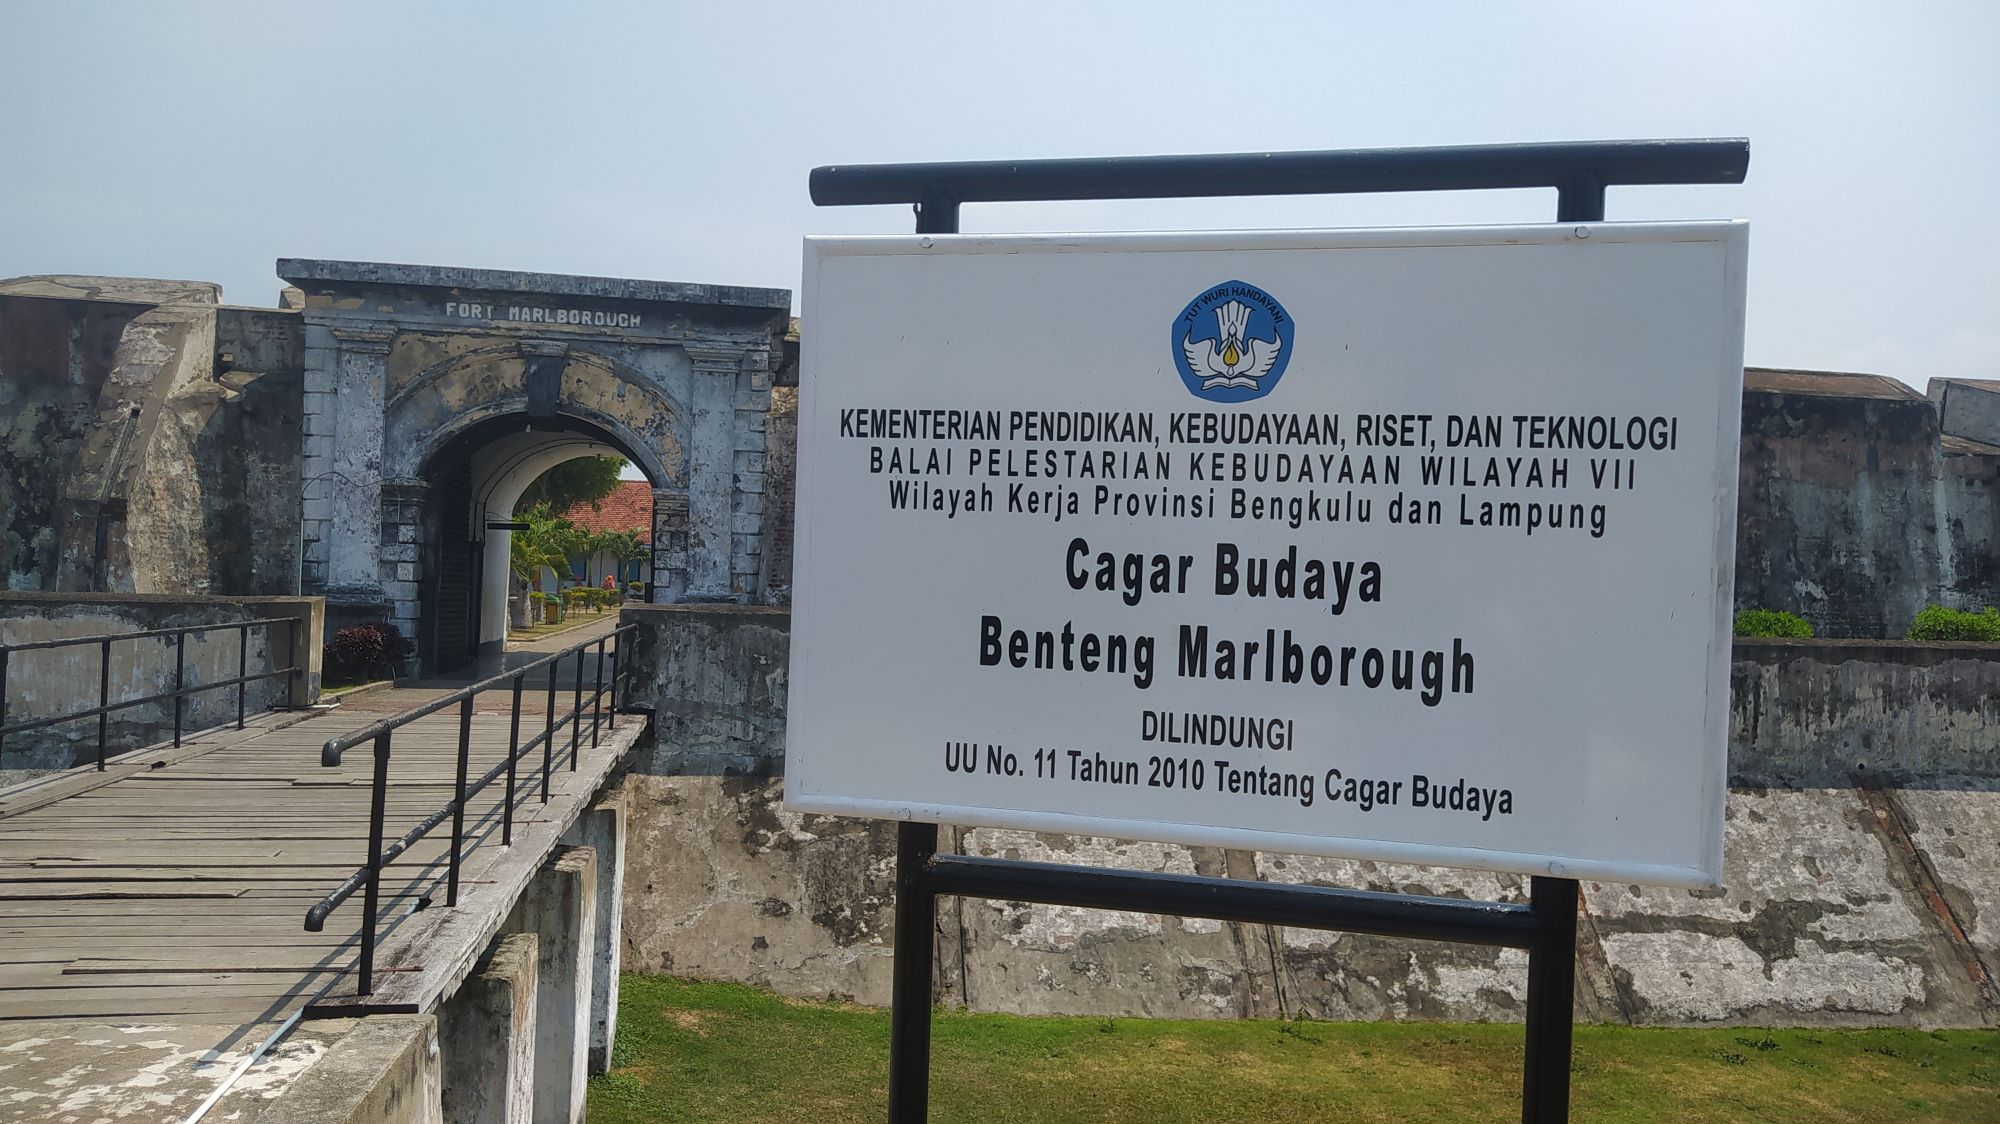 FORT MARLBOROUGH
TUT WURI HANDAYANI
KEMENTERIAN PENDIDIKAN, KEBUDAYAAN, RISET, DAN TEKNOLOGI
BALAI PELESTARIAN KEBUDAYAAN WILAYAH VII
Wilayah Kerja Provinsi Bengkulu dan Lampung
Cagar Budaya
Benteng Marlborough
DILINDUNGI
UU No. 11 Tahun 2010 Tentang Cagar Budaya